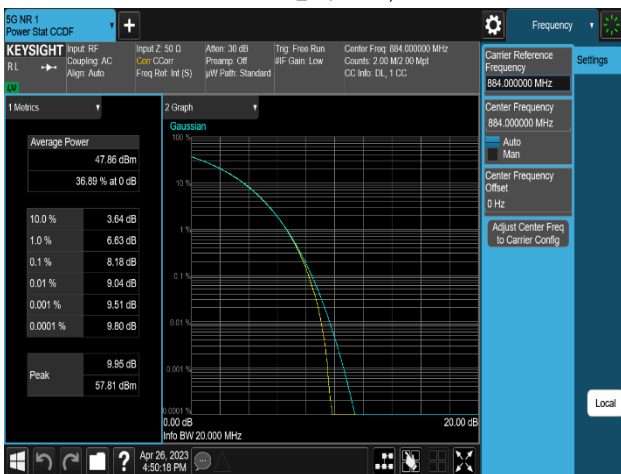 5G NR 1
Power Stat CCDF
Frequency
KEYSIGHT
RL
Input: RF
Coupling: AC
Align: Auto
Input Z: 50 Ω
Corr CCorr
Freq Ref: Int (S)
Atten: 30 dB
Preamp: Off
µW Path: Standard
Trig: Free Run
#IF Gain: Low
Center Freq: 884.000000 MHz
Counts: 2.00 M/2.00 Mpt
CC Info: DL, 1 CC
1 Metrics
Average Power
47.86 dBm
36.89 % at 0 dB
10.0 % 3.64 dB
1.0 % 6.63 dB
0.1 % 8.18 dB
0.01 % 9.04 dB
0.001 % 9.51 dB
0.0001 % 9.80 dB
Peak
9.95 dB
57.81 dBm
2 Graph
Gaussian
100 %
10 %
1 %
0.1 %
0.01 %
0.001 %
0.0001 %
0.00 dB 20.00 dB
Info BW 20.000 MHz
Carrier Reference
Frequency
884.000000 MHz
Center Frequency
884.000000 MHz
Auto
Man
Center Frequency
Offset
0 Hz
Adjust Center Freq
to Carrier Config
Settings
Local
Apr 26, 2023
4:50:18 PM